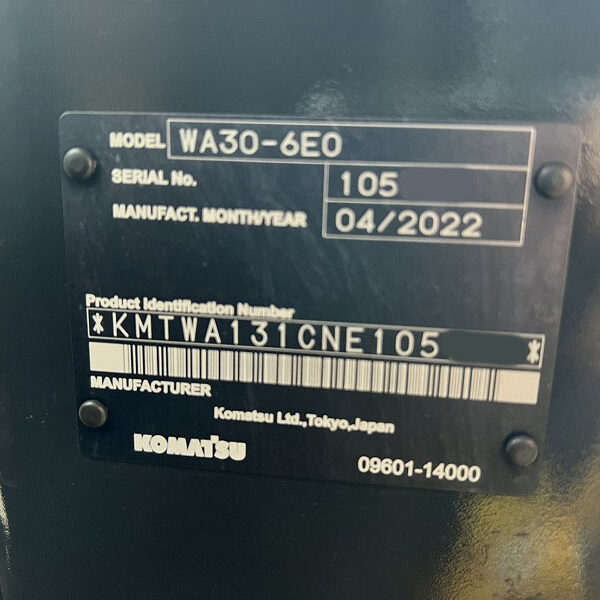 MODEL WA30-6E0
SERIAL No. 105
MANUFACT. MONTH/YEAR 04/2022
Product Identification Number
*KMTWA131CNE105 *
MANUFACTURER
Komatsu Ltd.,Tokyo,Japan
KOMATSU
09601-14000